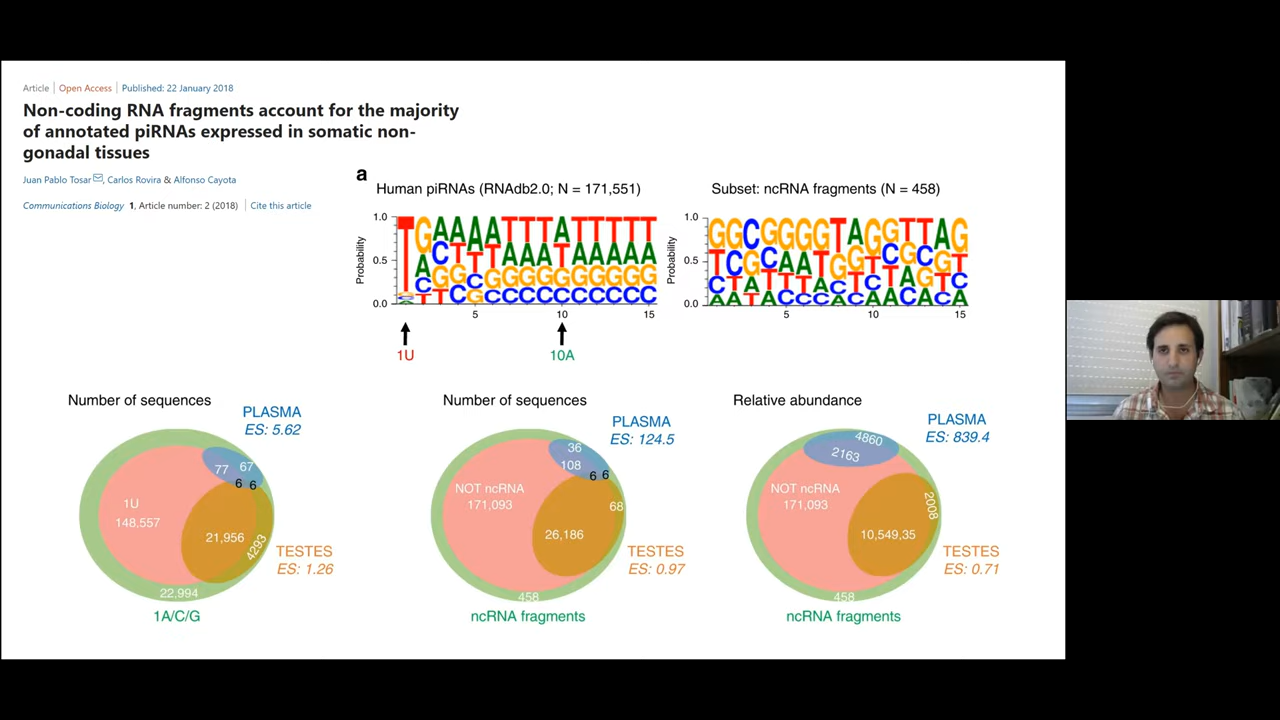 Article | Open Access | Published: 22 January 2018
Non-coding RNA fragments account for the majority
of annotated piRNAs expressed in somatic non-
gonadal tissues
Juan Pablo Tosar, Carlos Rovira & Alfonso Cayota
Communications Biology 1, Article number: 2 (2018) | Cite this article
a
Human piRNAs (RNAdb2.0; N = 171,551)
Subset: ncRNA fragments (N = 458)
Probability
1.0
0.5
0.0
5
10
15
1U
10A
Probability
1.0
0.5
0.0
5
10
15
Number of sequences
PLASMA
ES: 5.62
77
67
6
6
1U
148,557
21,956
4293
TESTES
ES: 1.26
22,994
1A/C/G
Number of sequences
PLASMA
ES: 124.5
36
108
6
6
NOT ncRNA
171,093
68
26,186
TESTES
ES: 0.97
458
ncRNA fragments
Relative abundance
PLASMA
ES: 839.4
4860
2163
NOT ncRNA
171,093
2008
10,549,35
TESTES
ES: 0.71
458
ncRNA fragments